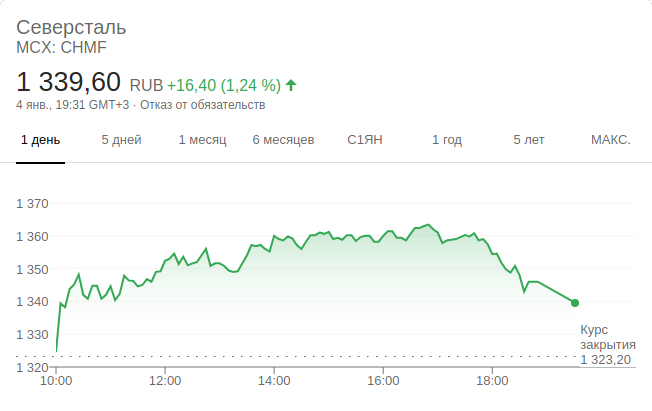 Северсталь
MCX: CHMF
1 339,60 RUB +16,40 (1,24 %)
4 янв., 19:31 GMT+3 · Отказ от обязательств
1 день 5 дней 1 месяц 6 месяцев С1ЯН 1 год 5 лет МАКС.
1 370
1 360
1 350
1 340
1 330
1 320
Курс
закрытия
1 323,20
10:00 12:00 14:00 16:00 18:00